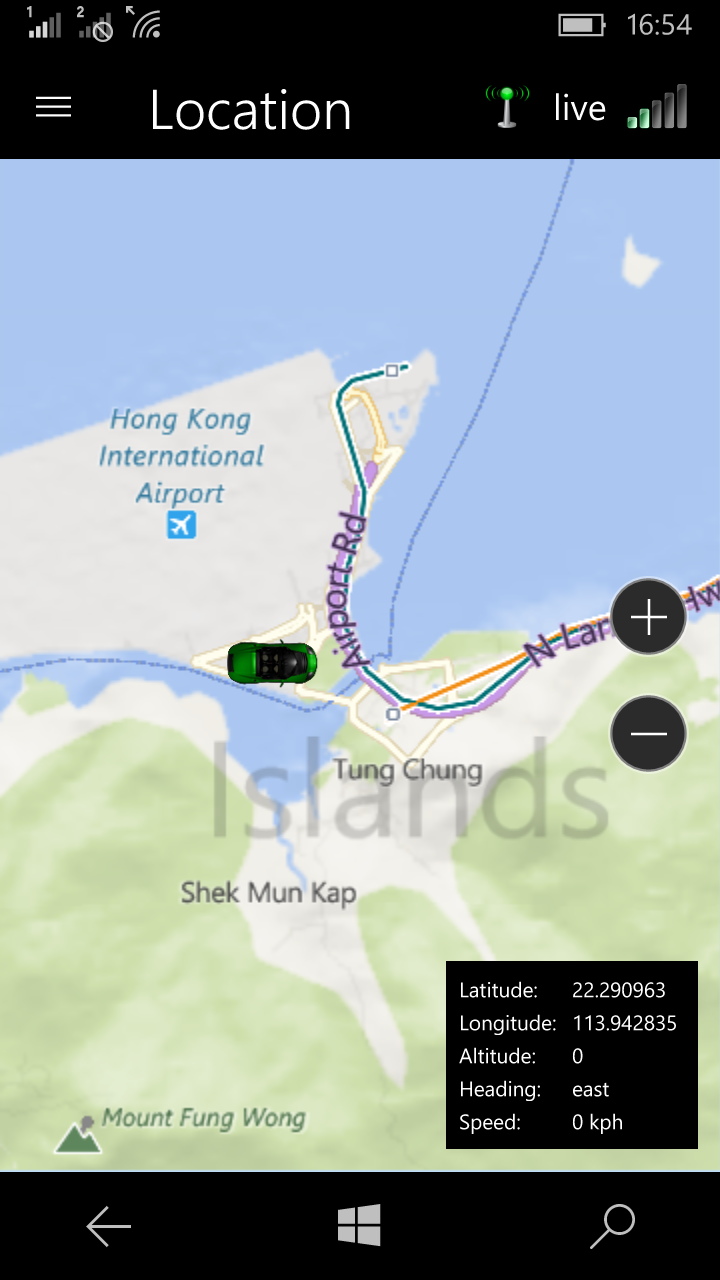 1
2
16:54
Location
live
Hong Kong
International
Airport
Airport Rd
N Lar
Tung Chung
Islands
Shek Mun Kap
Latitude: 22.290963
Longitude: 113.942835
Altitude: 0
Heading: east
Speed: 0 kph
Mount Fung Wong